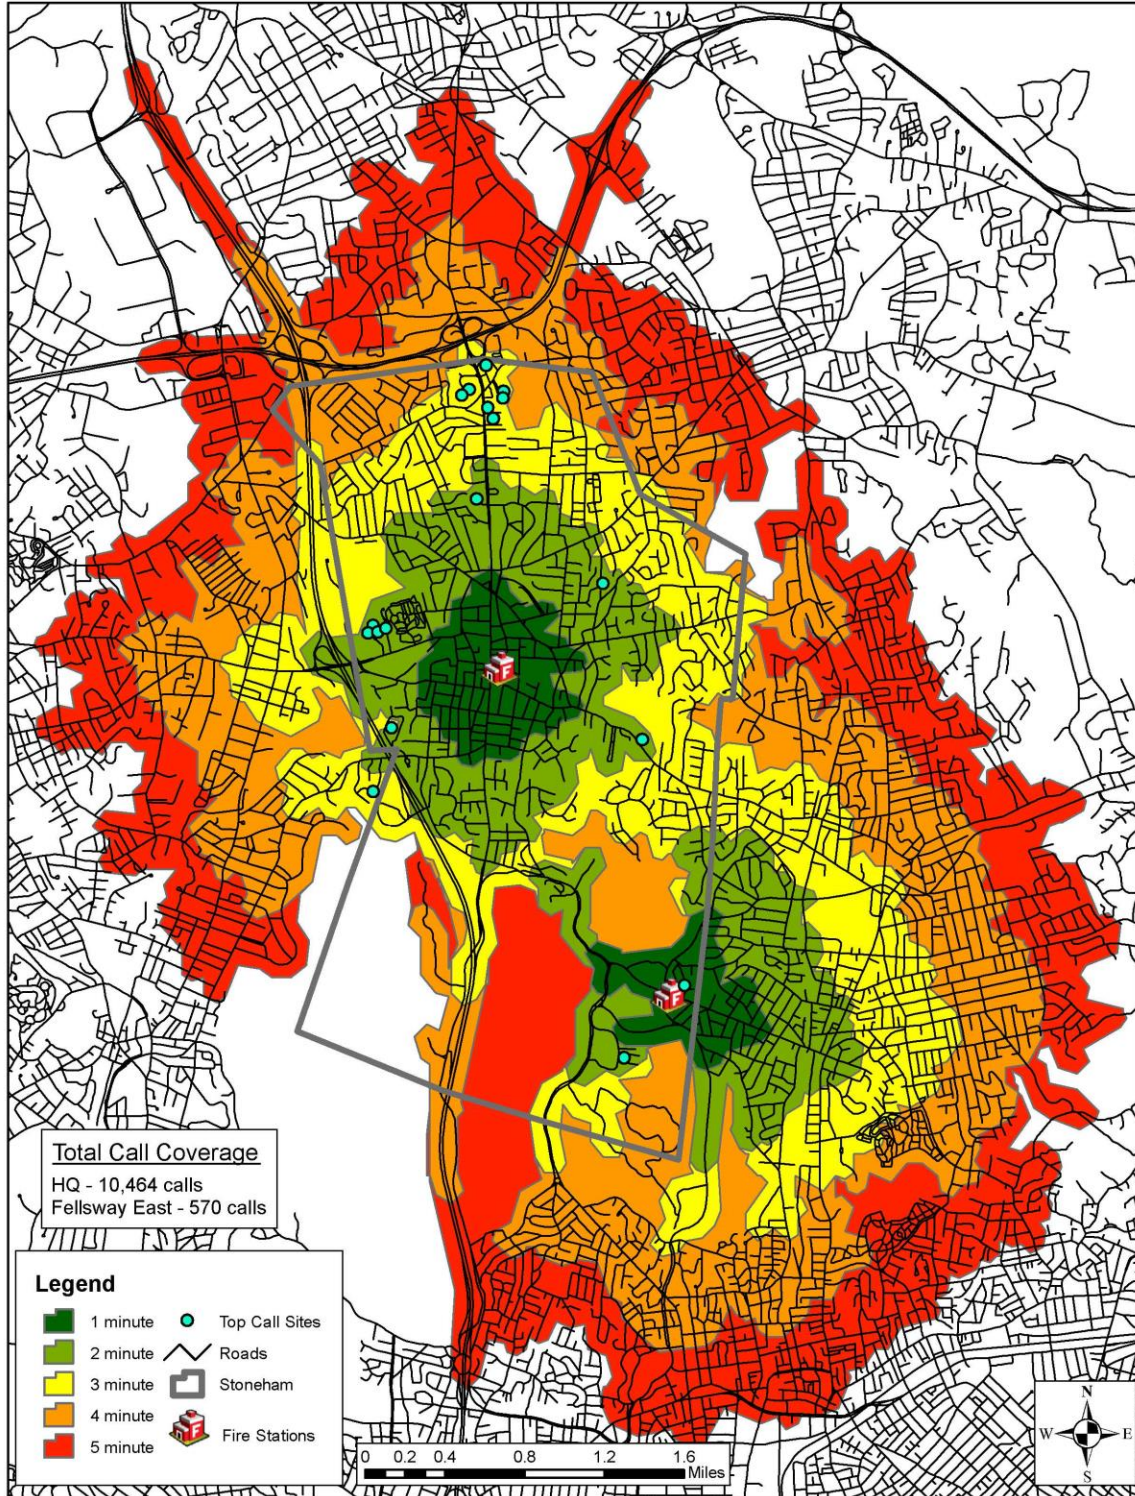 Total Call Coverage
HQ - 10,464 calls
Fellsway East - 570 calls
Legend
1 minute
2 minute
3 minute
4 minute
5 minute
Top Call Sites
Roads
Stoneham
F Fire Stations
0 0.2 0.4 0.8 1.2 1.6
Miles
N
W E
S
F
F